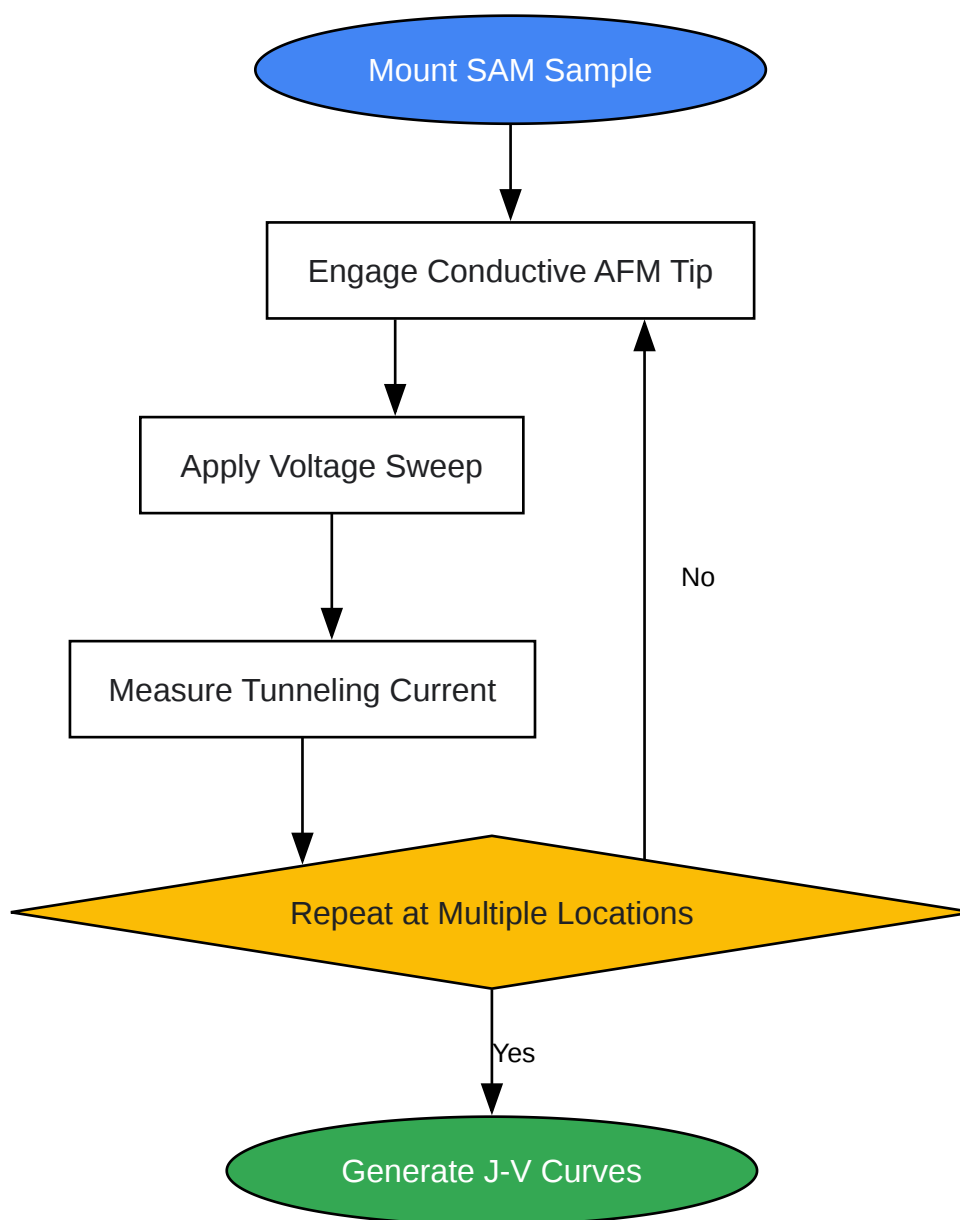 Mount SAM Sample
Engage Conductive AFM Tip
Apply Voltage Sweep
No
Measure Tunneling Current
Repeat at Multiple Locations
Yes
Generate J-V Curves